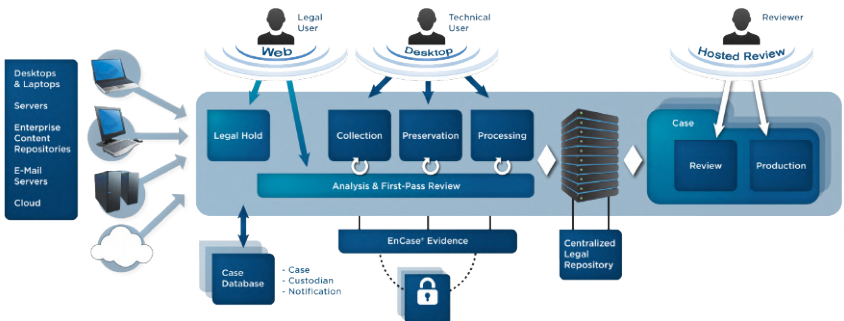 Desktops
& Laptops
Servers
Enterprise
Content
Repositories
E-Mail
Servers
Cloud
Legal
User
Web
Technical
User
Desktop
Reviewer
Hosted Review
Legal Hold
Collection
Preservation
Processing
Analysis & First-Pass Review
Case
Review
Production
EnCase® Evidence
Centralized
Legal
Repository
Case
Database
- Case
- Custodian
- Notification